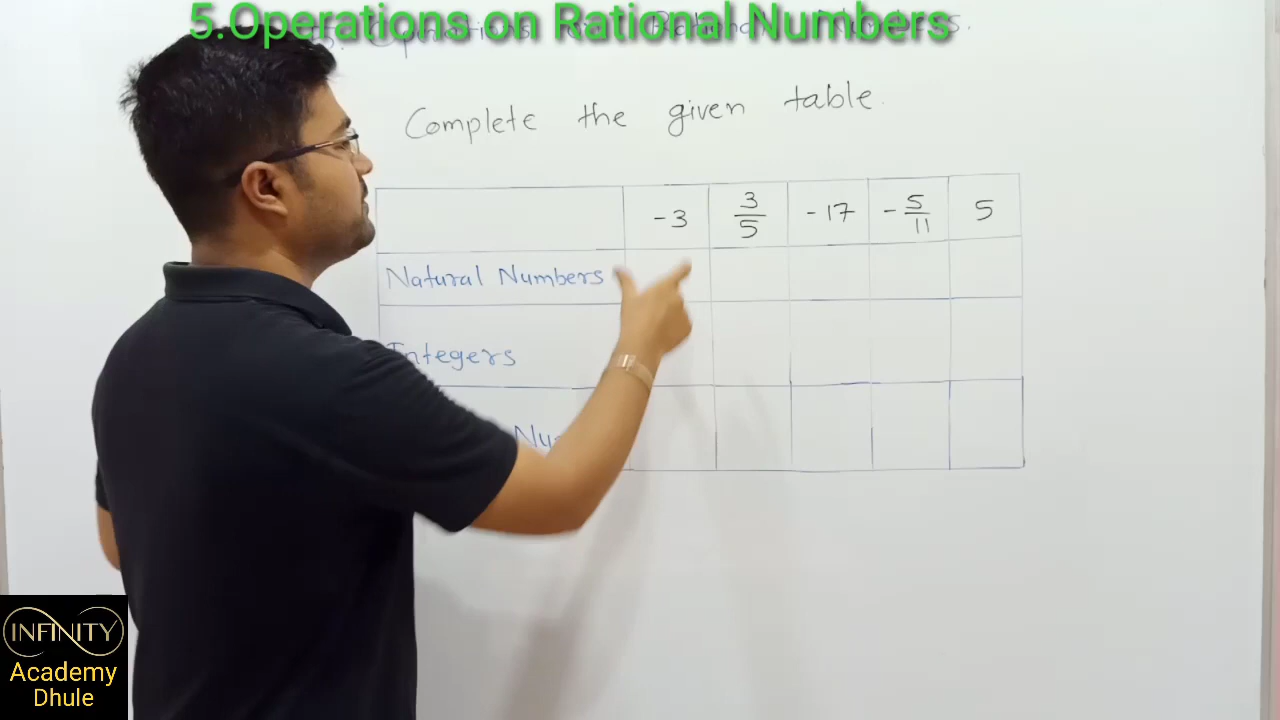 5.Operations on Rational Numbers
Complete the given table.
-3 3/5 -17 -5/11 5
Natural Numbers
Integers
INFINITY
Academy
Dhule